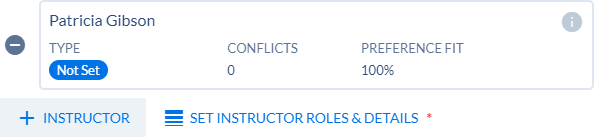 Patricia Gibson
TYPE CONFLICTS PREFERENCE FIT
Not Set 0 100%
+ INSTRUCTOR SET INSTRUCTOR ROLES & DETAILS *